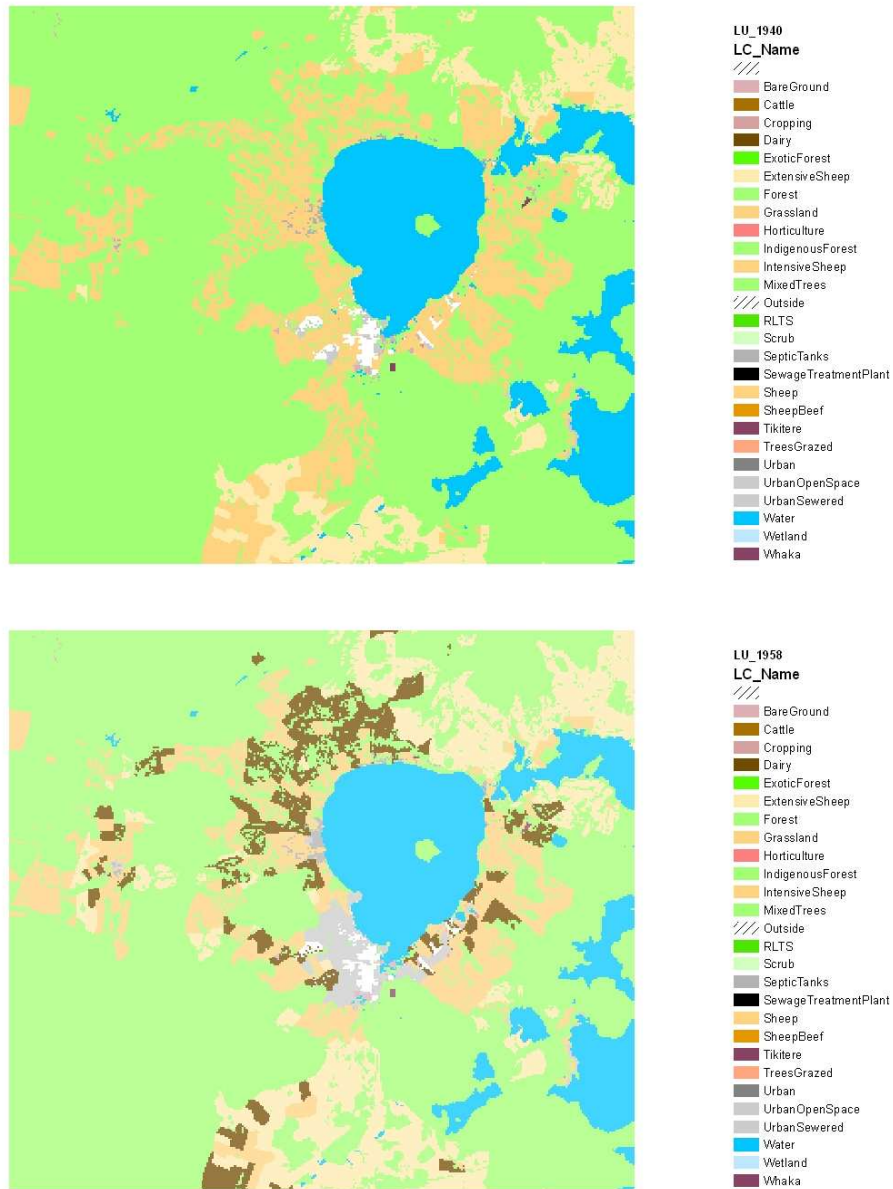 LU_1940
LC_Name
BareGround
Cattle
Cropping
Dairy
ExoticForest
ExtensiveSheep
Forest
Grassland
Horticulture
IndigenousForest
IntensiveSheep
MixedTrees
Outside
RLTS
Scrub
SepticTanks
SewageTreatmentPlant
Sheep
SheepBeef
Tikitere
TreesGrazed
Urban
UrbanOpenSpace
UrbanSewered
Water
Wetland
Whaka
LU_1958
LC_Name
BareGround
Cattle
Cropping
Dairy
ExoticForest
ExtensiveSheep
Forest
Grassland
Horticulture
IndigenousForest
IntensiveSheep
MixedTrees
Outside
RLTS
Scrub
SepticTanks
SewageTreatmentPlant
Sheep
SheepBeef
Tikitere
TreesGrazed
Urban
UrbanOpenSpace
UrbanSewered
Water
Wetland
Whaka